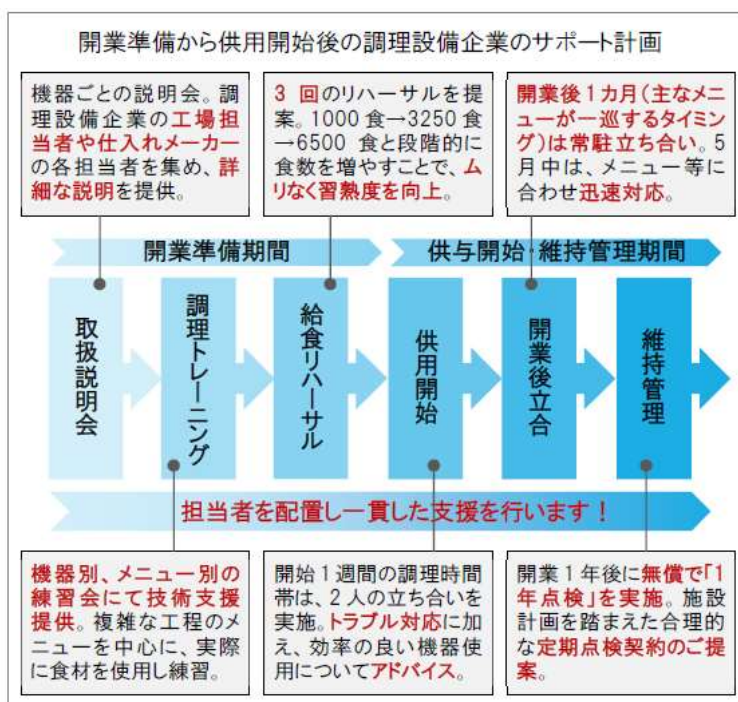 開業準備から供用開始後の調理設備企業のサポート計画
機器ごとの説明会。調
理設備企業の工場担
当者や仕入れメーカー
の各担当者を集め、詳
細な説明を提供。
3 回のリハーサルを提
案。1000 食→3250 食
→6500 食と段階的に
食数を増やすことで、ム
リなく習熟度を向上。
開業後1カ月(主なメニ
ューが一巡するタイミン
グ)は常駐立ち合い。5
月中は、メニュー等に
合わせ迅速対応。
開業準備期間
供与開始・維持管理期間
取扱説明会
調理トレーニング
給食リハーサル
供用開始
開業後立合
維持管理
担当者を配置し一貫した支援を行います！
機器別、メニュー別の
練習会にて技術支援
提供。複雑な工程のメ
ニューを中心に、実際
に食材を使用し練習。
開始1週間の調理時間
帯は、2人の立ち合いを
実施。トラブル対応に加
え、効率の良い機器使
用についてアドバイス。
開業1年後に無償で「1
年点検」を実施。施設
計画を踏まえた合理的
な定期点検契約のご提
案。